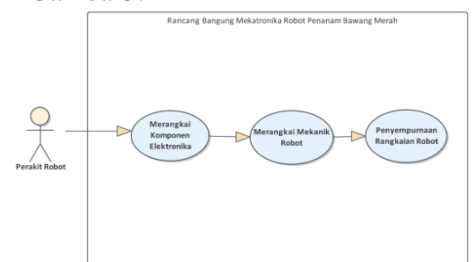 Rancang Bangung Mekatronika Robot Penanam Bawang Merah
Merangkai
Komponen
Elektronika
Merangkai Mekanik
Robot
Penyempurnaan
Rangkaian Robot
Perakit Robot